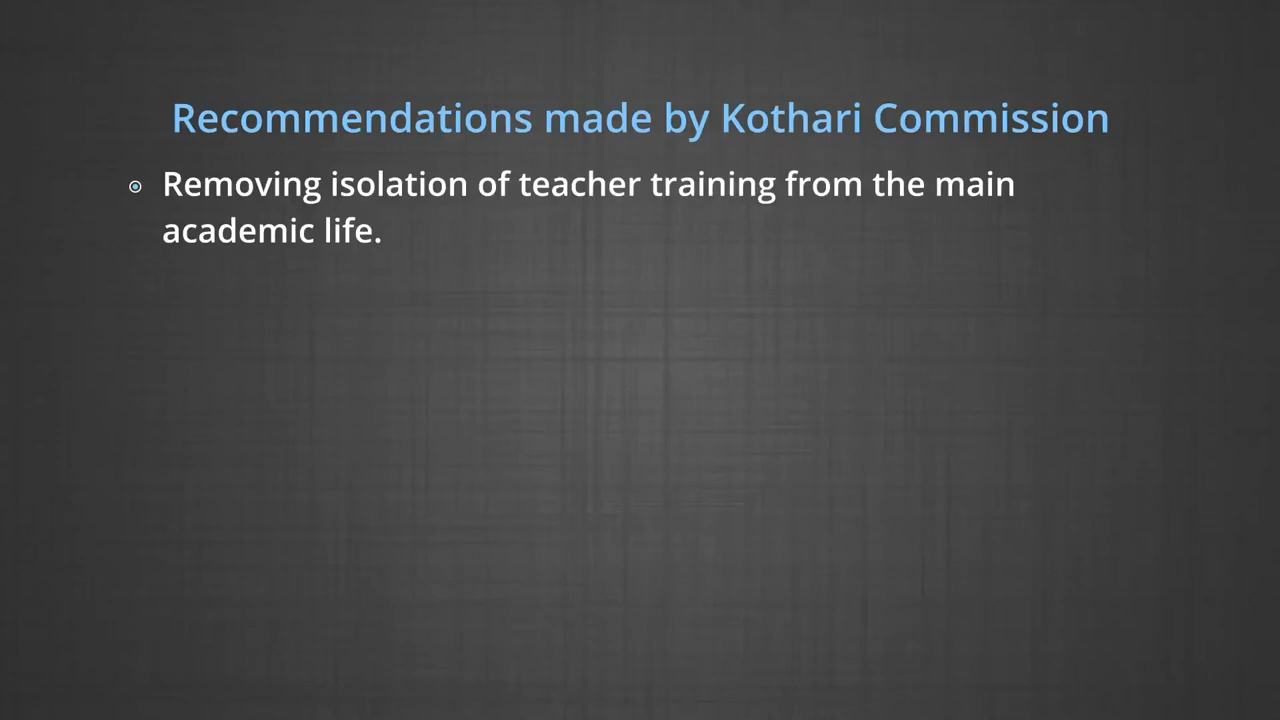 Recommendations made by Kothari Commission
Removing isolation of teacher training from the main
academic life.